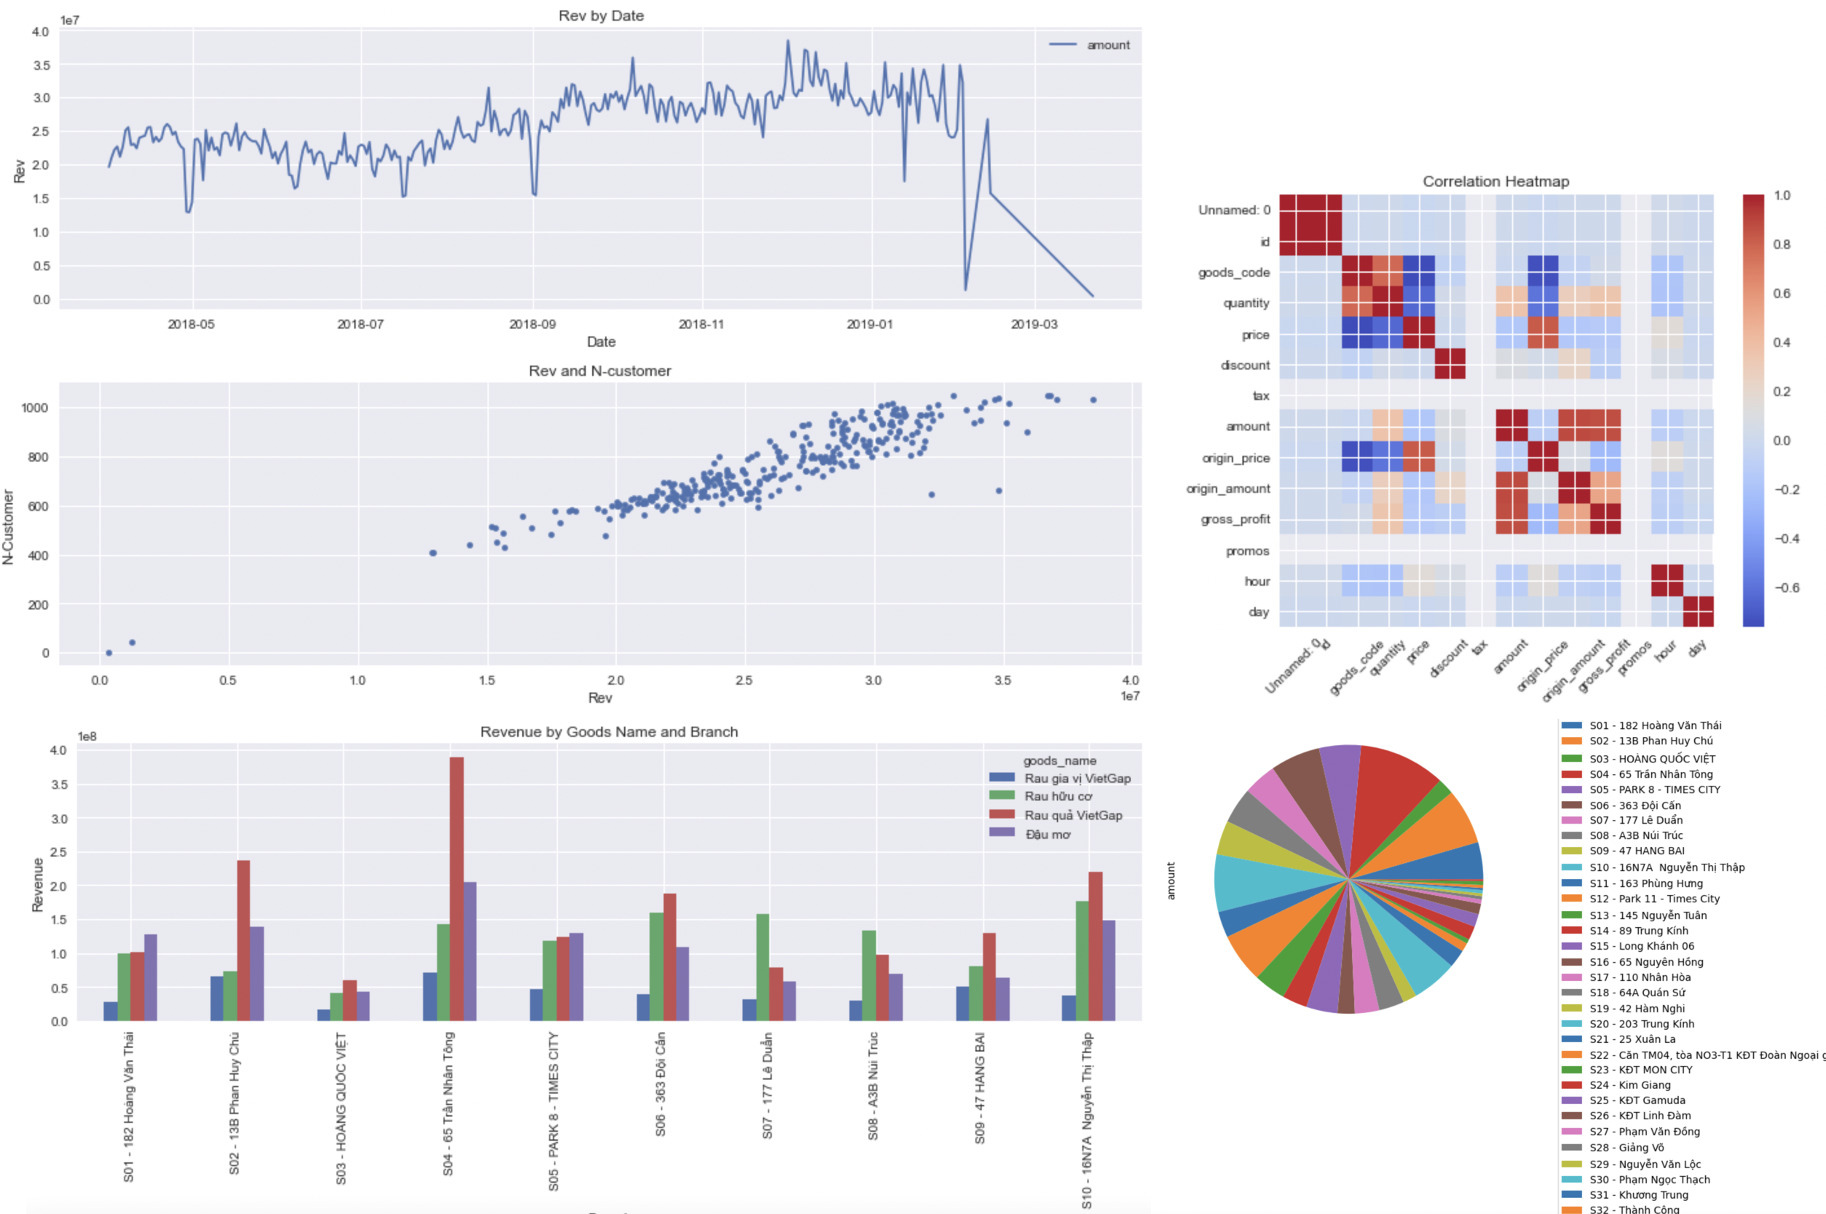 Rev by Date
1e7
4.0
3.5
3.0
2.5
2.0
1.5
1.0
0.5
0.0
Rev
amount
2018-05 2018-07 2018-09 2018-11 2019-01 2019-03
Date
Rev and N-customer
1000
800
600
400
200
0
N-Customer
0.0 0.5 1.0 1.5 2.0 2.5 3.0 3.5 4.0
1e7
Rev
Revenue by Goods Name and Branch
1e8
4.0
3.5
3.0
2.5
2.0
1.5
1.0
0.5
0.0
Revenue
goods_name
Rau gia vị VietGap
Rau hữu cơ
Rau quả VietGap
Đậu mơ
S01 - 182 Hoàng Văn Thái
S02 - 13B Phan Huy Chú
S03 - HOÀNG QUỐC VIỆT
S04 - 65 Trần Nhân Tông
S05 - PARK 8 - TIMES CITY
S06 - 363 Đội Cấn
S07 - 177 Lê Duẩn
S08 - A3B Núi Trúc
S09 - 47 HANG BAI
S10 - 16N7A Nguyễn Thị Thập
Correlation Heatmap
Unnamed: 0
id
goods_code
quantity
price
discount
tax
amount
origin_price
origin_amount
gross_profit
promos
hour
day
Unnamed: 0
id
goods_code
quantity
price
discount
tax
amount
origin_price
origin_amount
gross_profit
promos
hour
day
1.0
0.8
0.6
0.4
0.2
0.0
−0.2
−0.4
−0.6
amount
S01 - 182 Hoàng Văn Thái
S02 - 13B Phan Huy Chú
S03 - HOÀNG QUỐC VIỆT
S04 - 65 Trần Nhân Tông
S05 - PARK 8 - TIMES CITY
S06 - 363 Đội Cấn
S07 - 177 Lê Duẩn
S08 - A3B Núi Trúc
S09 - 47 HANG BAI
S10 - 16N7A Nguyễn Thị Thập
S11 - 163 Phùng Hưng
S12 - Park 11 - Times City
S13 - 145 Nguyễn Tuân
S14 - 89 Trung Kính
S15 - Long Khánh 06
S16 - 65 Nguyên Hồng
S17 - 110 Nhân Hòa
S18 - 64A Quán Sứ
S19 - 42 Hàm Nghi
S20 - 203 Trung Kính
S21 - 25 Xuân La
S22 - Căn TM04, tòa NO3-T1 KĐT Đoàn Ngoại
S23 - KĐT MON CITY
S24 - Kim Giang
S25 - KĐT Gamuda
S26 - KĐT Linh Đàm
S27 - Phạm Văn Đồng
S28 - Giảng Võ
S29 - Nguyễn Văn Lộc
S30 - Phạm Ngọc Thạch
S31 - Khương Trung
S32 - Thành Công